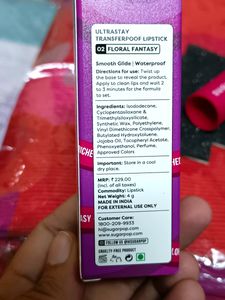 ULTRASTAY
TRANSFERPROOF LIPSTICK
02 FLORAL FANTASY
Smooth Glide | Waterproof
Directions for use: Twist up
the base to reveal the product.
Apply to clean lips and wait 2
to 3 minutes for the formula
to set.
Ingredients: Isododecane,
Cyclopentasiloxane &
Trimethylsiloxysilicate,
Synthetic Wax, Polyethylene,
Vinyl Dimethicone Crosspolymer,
Butylated Hydroxytoluene,
Jojoba Oil, Tocopheryl Acetate,
Octocrylene, Perfume,
Approved Colors
Important: Store in a cool
dry place.
MRP: ₹ 229.00
(incl. of all taxes)
Commodity: Lipstick
Net Weight: 4 g
MADE IN INDIA
FOR EXTERNAL USE ONLY
Customer Care:
1800-209-9933
hi@sugarpop.com
www.sugarpop.com
FOLLOW US @HEYSUGARPOP
CRUELTY FREE PRODUCT